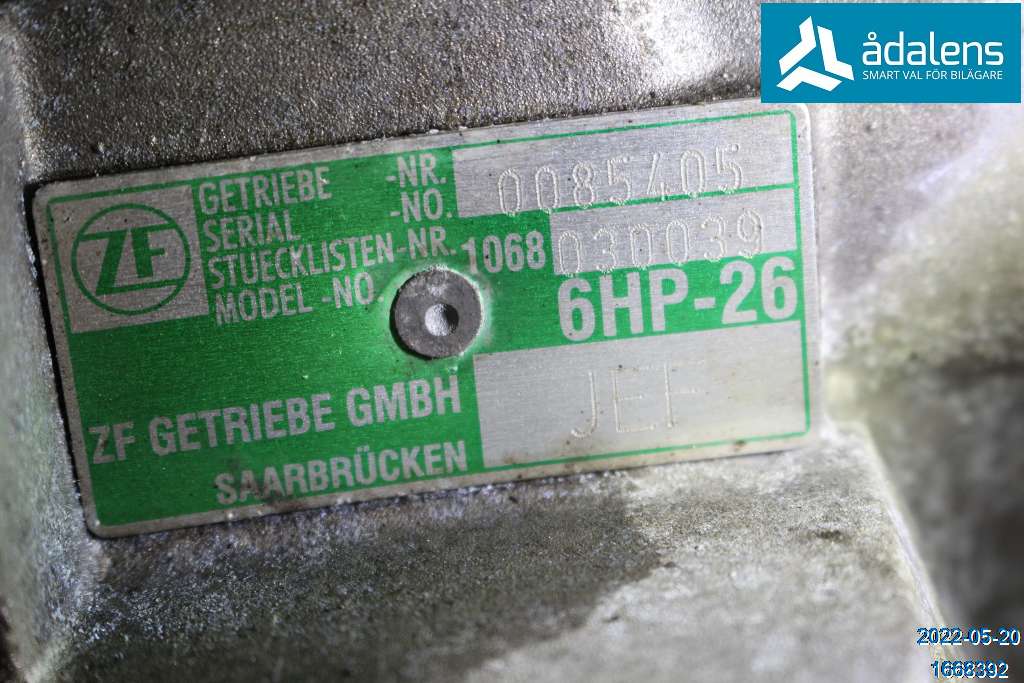 ådalens
SMART VAL FÖR BILÄGARE
ZF
GETRIEBE -NR. 0085405
SERIAL -NO.
STUECKLISTEN-NR. 1068 030039
MODEL -NO.
6HP-26
ZF GETRIEBE GMBH
SAARBRÜCKEN
2022-05-20
1668392